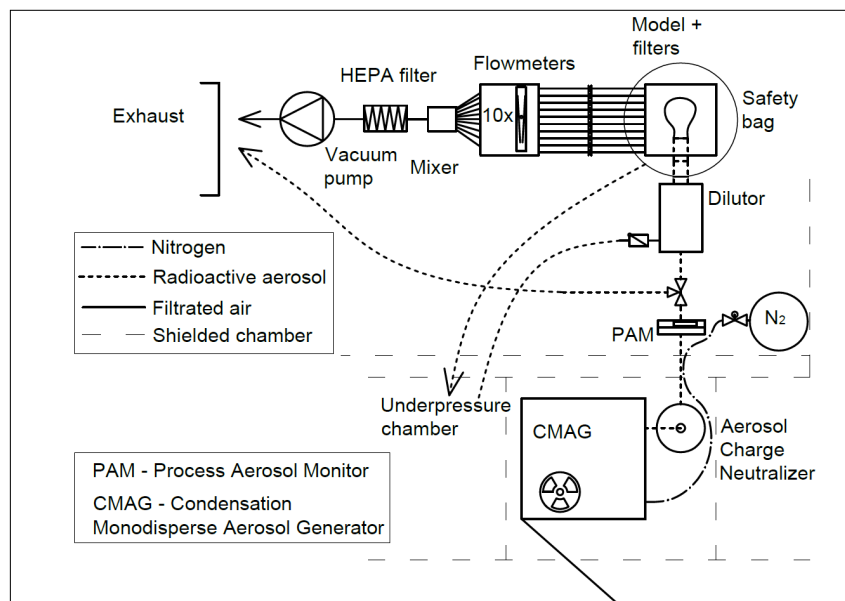 Model +
filters
Flowmeters
HEPA filter
Safety
bag
Exhaust
10x
Vacuum
pump
Mixer
Dilutor
Nitrogen
Radioactive aerosol
Filtrated air
Shielded chamber
N2
PAM
Underpressure
chamber
CMAG
Aerosol
Charge
Neutralizer
PAM - Process Aerosol Monitor
CMAG - Condensation
Monodisperse Aerosol Generator